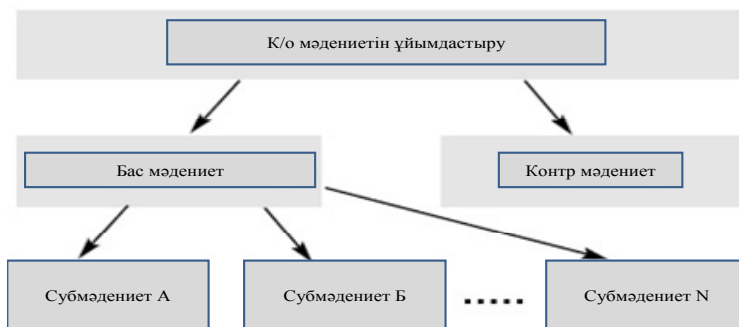 К/о мәдениетін ұйымдастыру
Бас мәдениет
Контр мәдениет
Субмәдениет А
Субмәдениет Б
Субмәдениет N